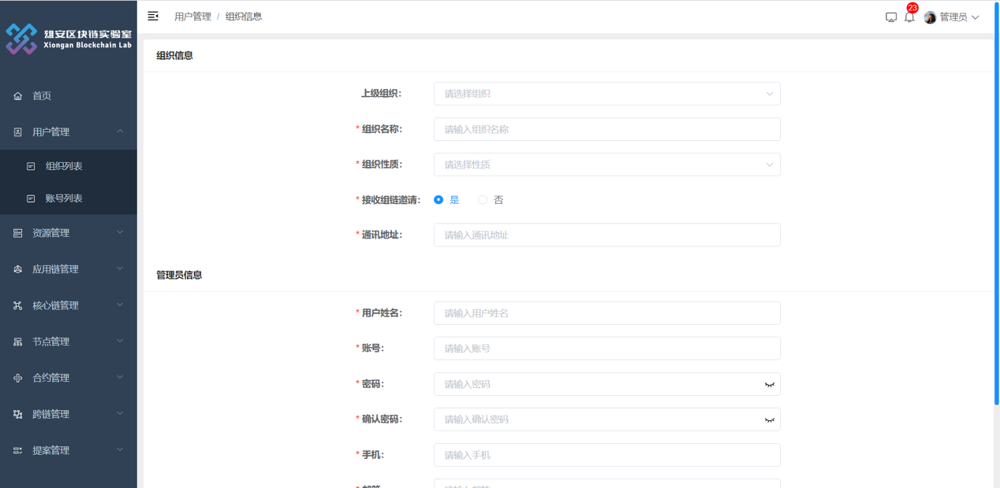 雄安区块链实验室
Xiongan Blockchain Lab
首页
用户管理
组织列表
账号列表
资源管理
应用链管理
核心链管理
节点管理
合约管理
跨链管理
提案管理
用户管理 / 组织信息
23
管理员
组织信息
上级组织: 请选择组织
* 组织名称: 请输入组织名称
* 组织性质: 请选择性质
* 接收组链邀请: 是 否
* 通讯地址: 请输入通讯地址
管理员信息
* 用户姓名: 请输入用户姓名
* 账号: 请输入账号
* 密码: 请输入密码
* 确认密码: 请输入确认密码
* 手机: 请输入手机